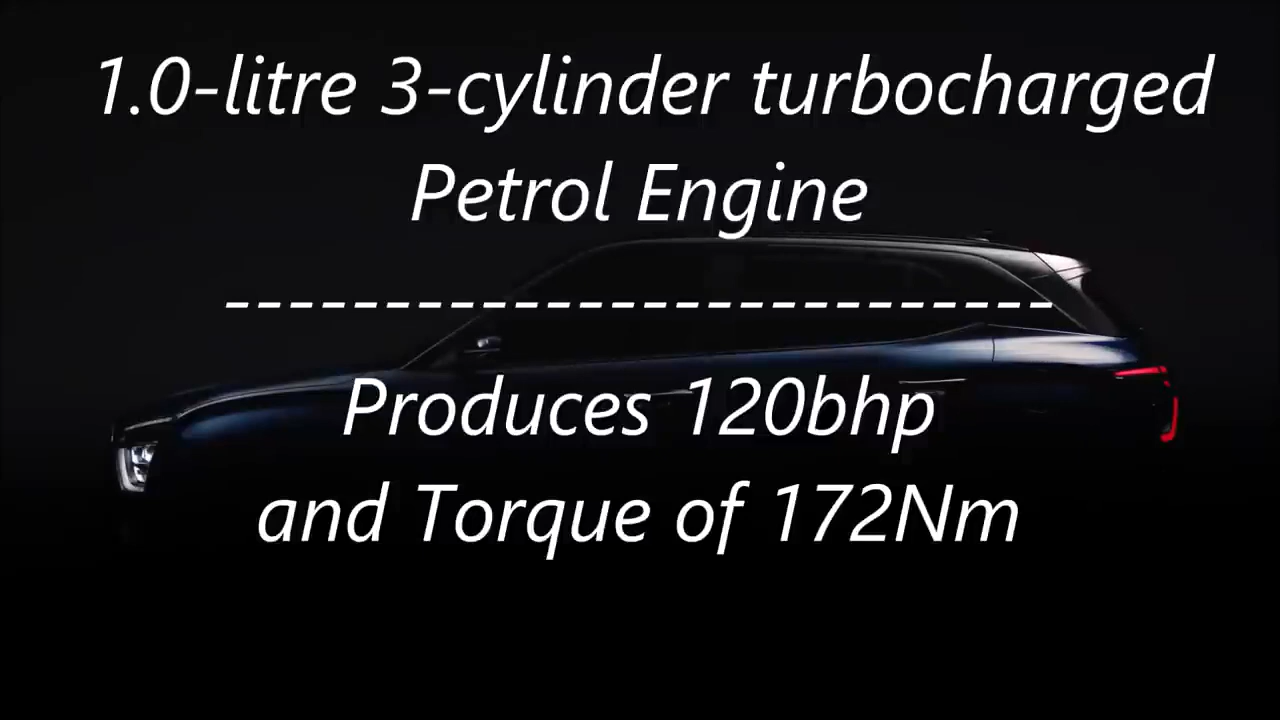 1.0-litre 3-cylinder turbocharged
Petrol Engine
---------------------------
Produces 120bhp
and Torque of 172Nm